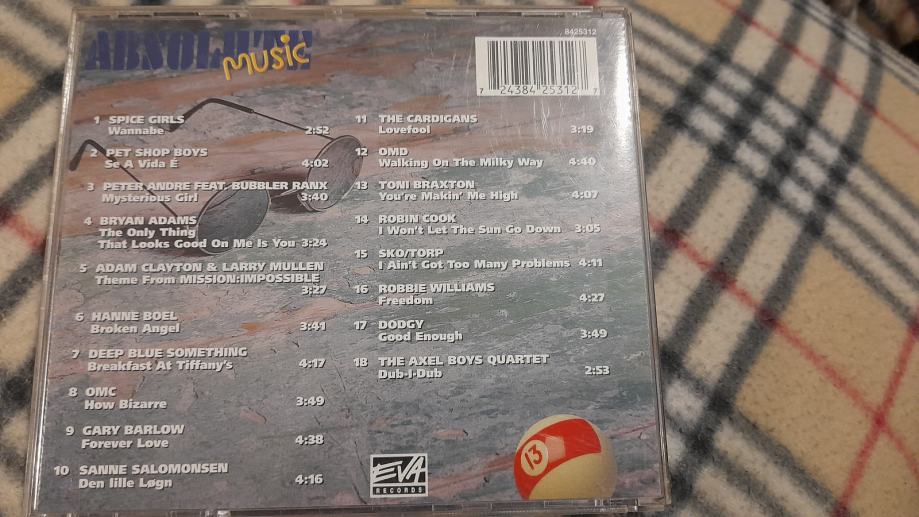 ABSOLUTE
MUSIC
8425312
7 24384 25312 7
1 SPICE GIRLS
Wannabe 2:52
2 PET SHOP BOYS
Se A Vida É 4:02
3 PETER ANDRE FEAT. BUBBLER RANX
Mysterious Girl 3:40
4 BRYAN ADAMS
The Only Thing
That Looks Good On Me Is You 3:24
5 ADAM CLAYTON & LARRY MULLEN
Theme From MISSION:IMPOSSIBLE
3:27
6 HANNE BOEL
Broken Angel 3:41
7 DEEP BLUE SOMETHING
Breakfast At Tiffany's 4:17
8 OMC
How Bizarre 3:49
9 GARY BARLOW
Forever Love 4:38
10 SANNE SALOMONSEN
Den lille Løgn 4:16
11 THE CARDIGANS
Lovefool 3:19
12 OMD
Walking On The Milky Way 4:40
13 TONI BRAXTON
You're Makin' Me High 4:07
14 ROBIN COOK
I Won't Let The Sun Go Down 3:05
15 SKO/TORP
I Ain't Got Too Many Problems 4:11
16 ROBBIE WILLIAMS
Freedom 4:27
17 DODGY
Good Enough 3:49
18 THE AXEL BOYS QUARTET
Dub-I-Dub 2:53
EVA
RECORDS
13